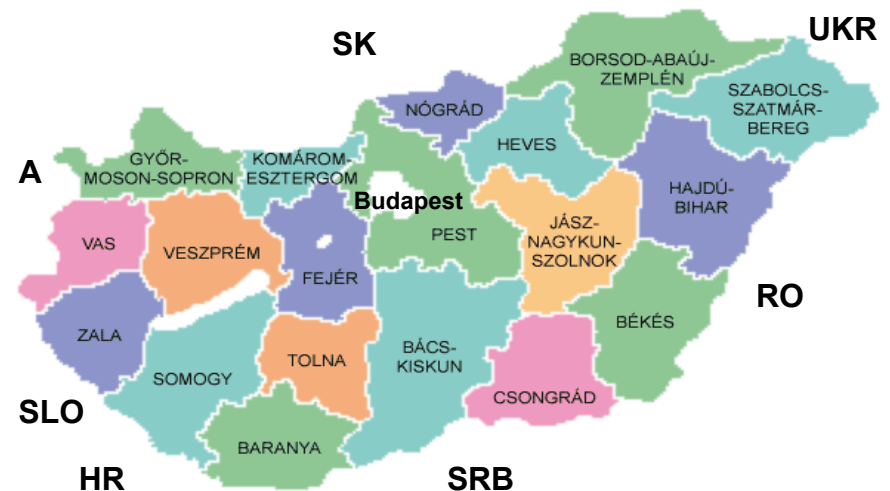 SK
UKR
BORSOD-ABAÚJ-
ZEMPLÉN
SZABOLCS-
SZATMÁR-
BEREG
NÓGRÁD
HEVES
GYŐR-
MOSON-SOPRON
KOMÁROM-
ESZTERGOM
A
Budapest
HAJDÚ-
BIHAR
VAS
VESZPRÉM
FEJÉR
PEST
JÁSZ-
NAGYKUN-
SZOLNOK
RO
ZALA
SOMOGY
TOLNA
BÁCS-
KISKUN
BÉKÉS
CSONGRÁD
SLO
BARANYA
HR
SRB